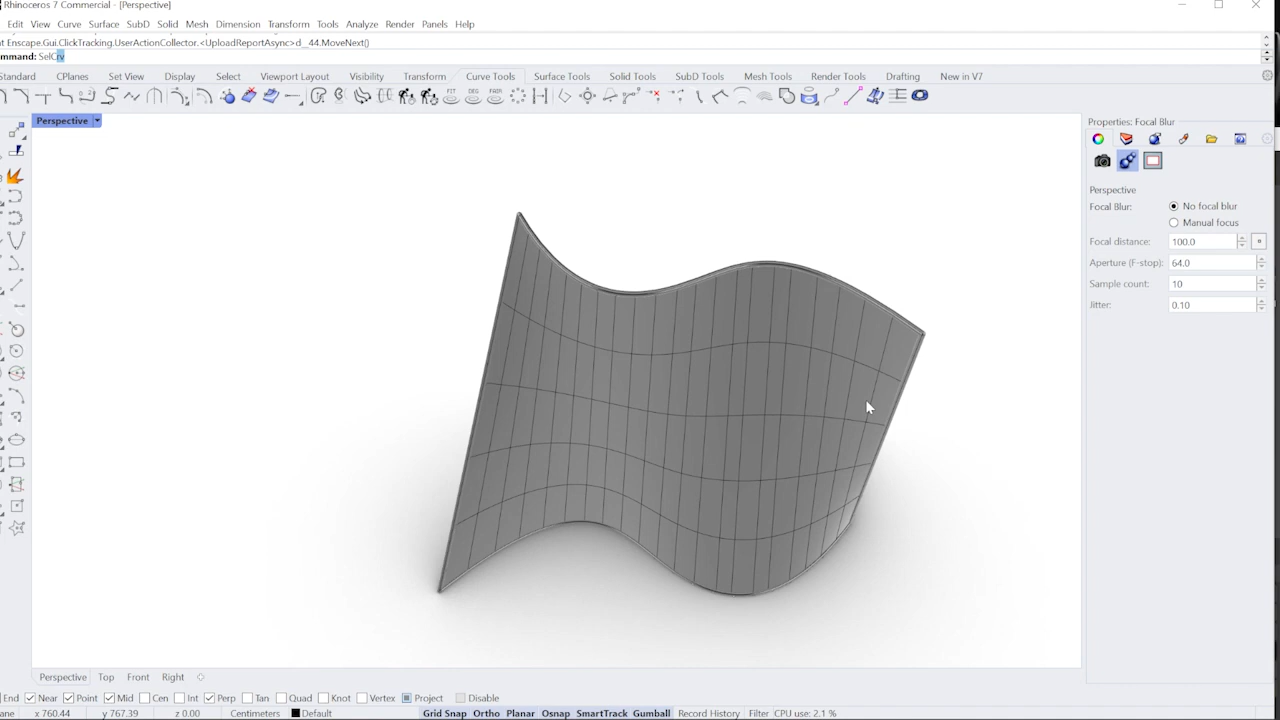 Rhinoceros 7 Commercial - [Perspective]
Edit View Curve Surface SubD Solid Mesh Dimension Transform Tools Analyze Render Panels Help
nt Enscape.Gui.ClickTracking.UserActionCollector.<UploadReportAsync>d__44.MoveNext()
mmand: SelCrv
Standard CPlanes Set View Display Select Viewport Layout Visibility Transform Curve Tools Surface Tools Solid Tools SubD Tools Mesh Tools Render Tools Drafting New in V7
FIT DEG FAIR
Perspective
Properties: Focal Blur
Perspective
Focal Blur: No focal blur
Manual focus
Focal distance: 100.0
Aperture (F-stop): 64.0
Sample count: 10
Jitter: 0.10
Perspective Top Front Right
End Near Point Mid Cen Int Perp Tan Quad Knot Vertex Project Disable
ane x 760.44 y 767.39 z 0.00 Centimeters Default Grid Snap Ortho Planar Osnap SmartTrack Gumball Record History Filter CPU use: 2.1 %